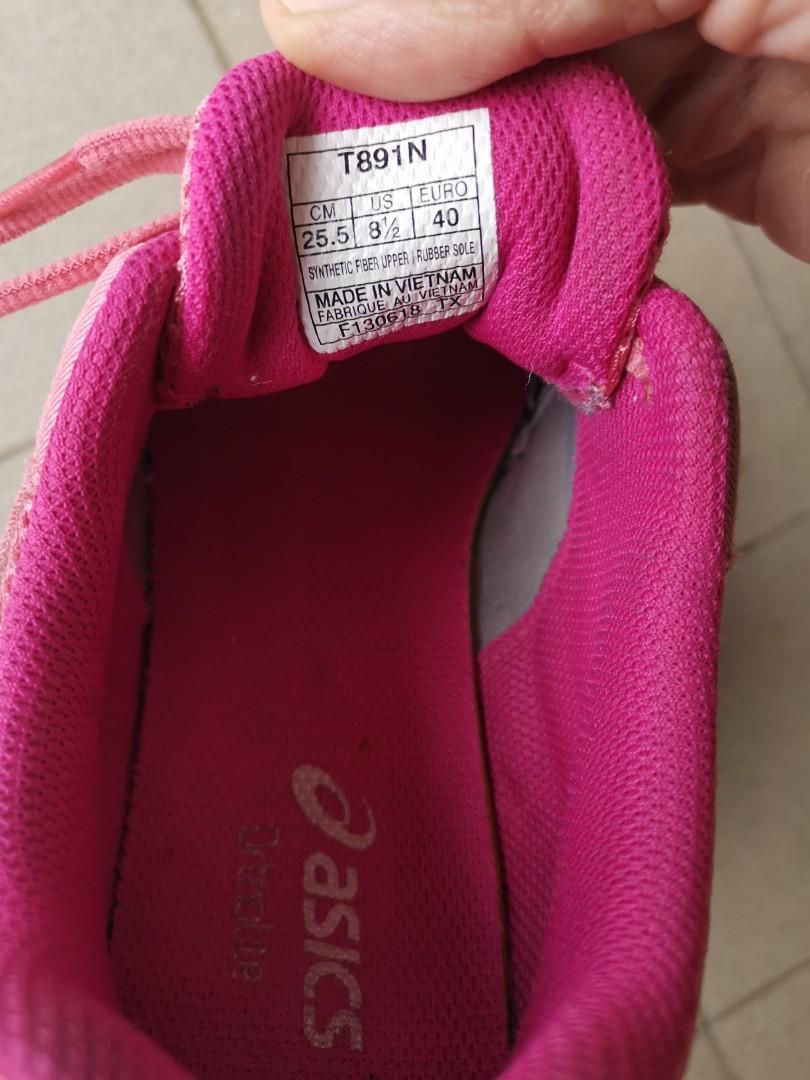 T891N
CM US EURO
25.5 8½ 40
SYNTHETIC FIBER UPPER / RUBBER SOLE
MADE IN VIETNAM
FABRIQUE AU VIETNAM
F130618 TX
asics
Ortholite